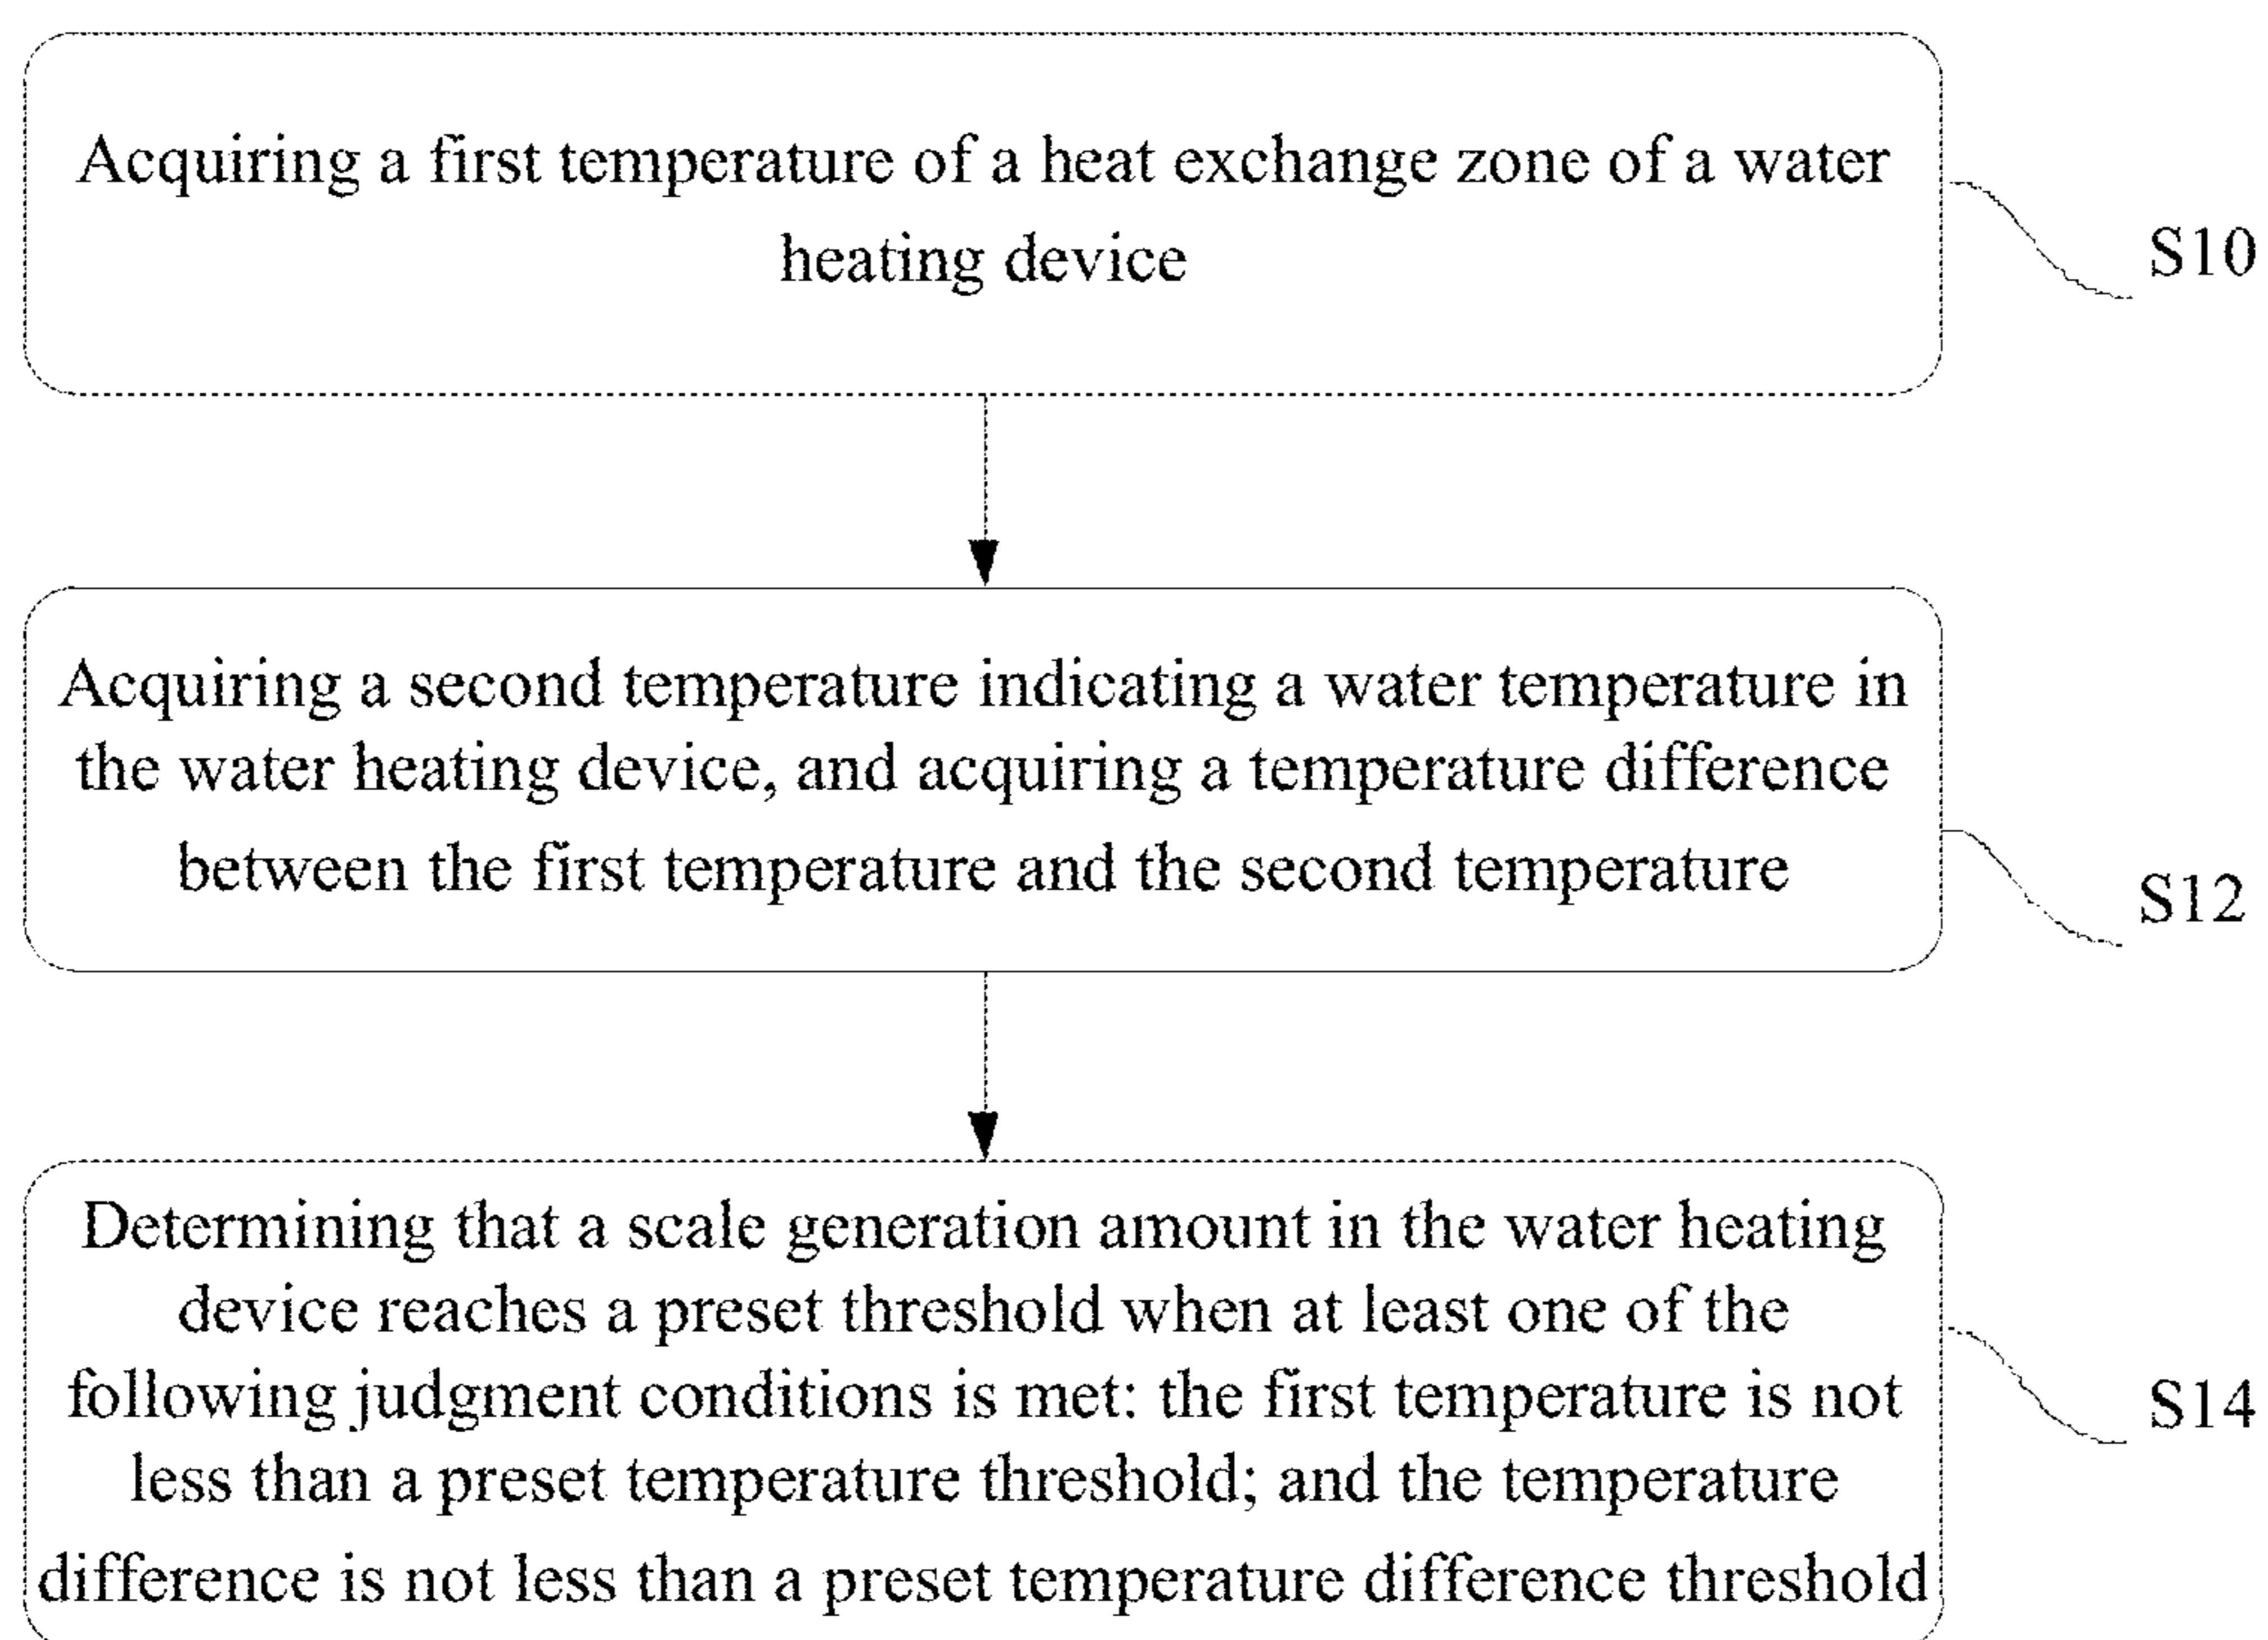 Acquiring a first temperature of a heat exchange zone of a water
heating device
S10
Acquiring a second temperature indicating a water temperature in
the water heating device, and acquiring a temperature difference
between the first temperature and the second temperature
S12
Determining that a scale generation amount in the water heating
device reaches a preset threshold when at least one of the
following judgment conditions is met: the first temperature is not
less than a preset temperature threshold; and the temperature
difference is not less than a preset temperature difference threshold
S14